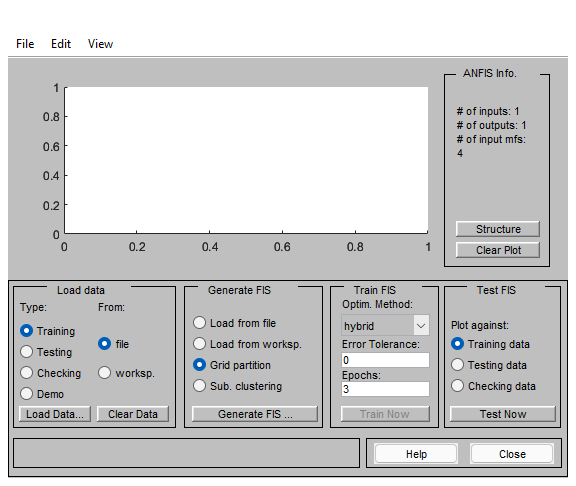 File Edit View
ANFIS Info.
# of inputs: 1
# of outputs: 1
# of input mfs:
4
Structure
Clear Plot
1
0.8
0.6
0.4
0.2
0
0 0.2 0.4 0.6 0.8 1
Load data
Type: From:
Training
Testing
Checking
Demo
file
worksp.
Load Data... Clear Data
Generate FIS
Load from file
Load from worksp.
Grid partition
Sub. clustering
Generate FIS ...
Train FIS
Optim. Method:
hybrid
Error Tolerance:
0
Epochs:
3
Train Now
Test FIS
Plot against:
Training data
Testing data
Checking data
Test Now
Help Close